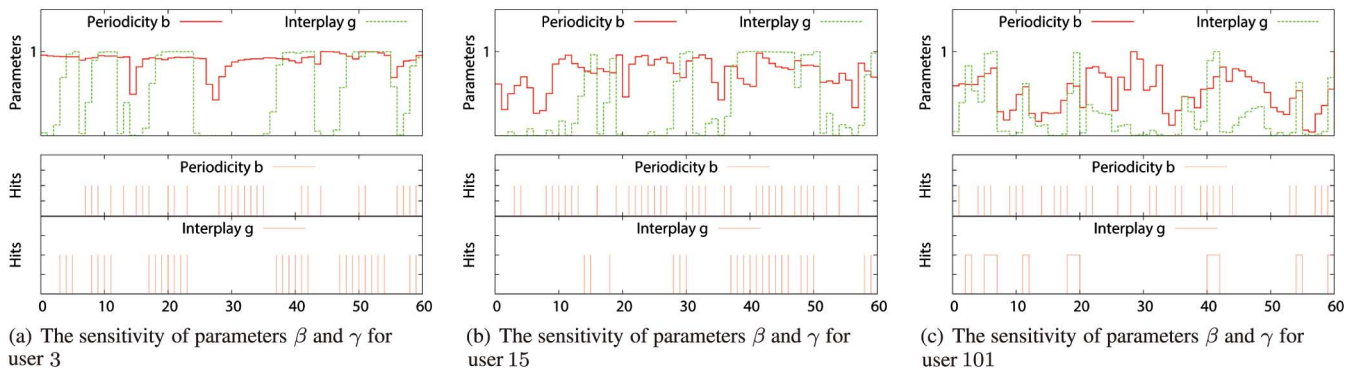 Periodicity b
Interplay g
1
Parameters
Periodicity b
Hits
Interplay g
Hits
0 10 20 30 40 50 60
(a) The sensitivity of parameters β and γ for
user 3
Periodicity b
Interplay g
1
Parameters
Periodicity b
Hits
Interplay g
Hits
0 10 20 30 40 50 60
(b) The sensitivity of parameters β and γ for
user 15
Periodicity b
Interplay g
1
Parameters
Periodicity b
Hits
Interplay g
Hits
0 10 20 30 40 50 60
(c) The sensitivity of parameters β and γ for
user 101